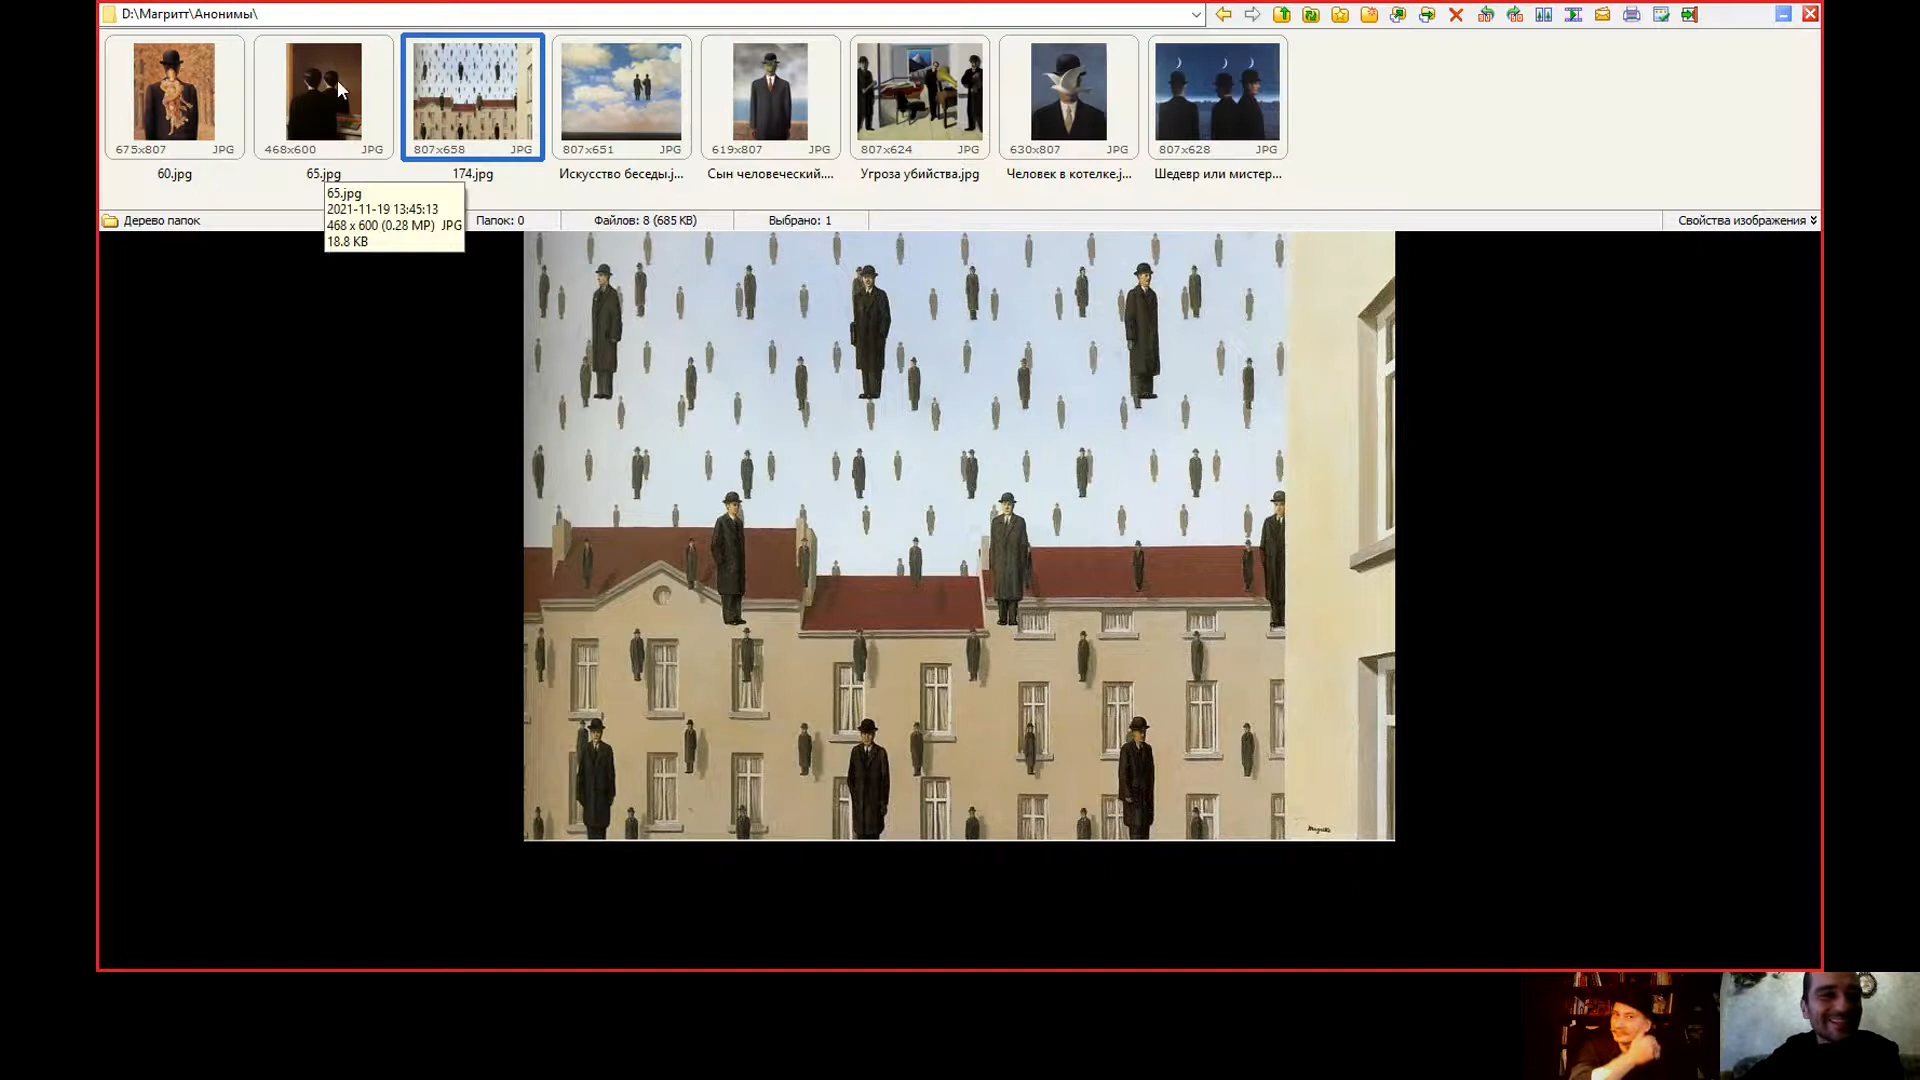 D:\Магритт\Анонимы\
675x807 JPG
468x600 JPG
807x658 JPG
807x651 JPG
619x807 JPG
807x624 JPG
630x807 JPG
807x628 JPG
60.jpg
65.jpg
174.jpg
Искусство беседы.j...
Сын человеческий....
Угроза убийства.jpg
Человек в котелке.j...
Шедевр или мистер...
65.jpg
2021-11-19 13:45:13
468 x 600 (0.28 MP) JPG
18.8 KB
Дерево папок
Папок: 0
Файлов: 8 (685 KB)
Выбрано: 1
Свойства изображения
Magritte